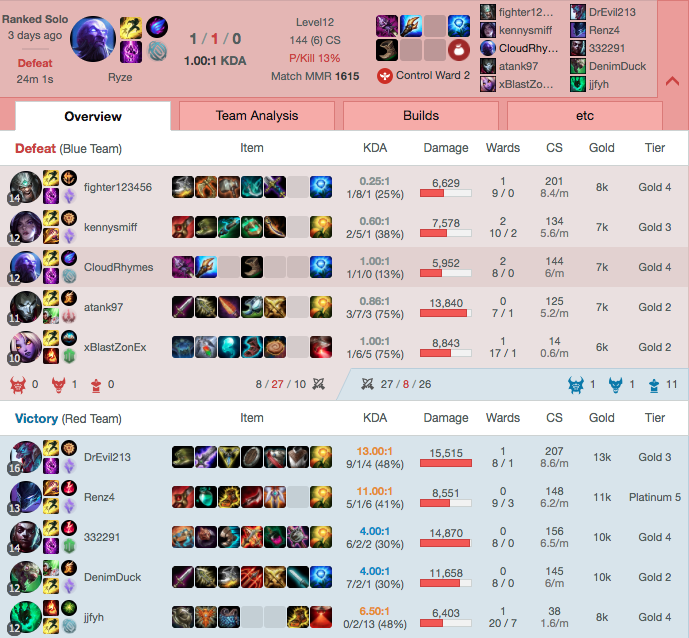 Ranked Solo
3 days ago
Defeat
24m 1s
Ryze
1 / 1 / 0
1.00:1 KDA
Level12
144 (6) CS
P/Kill 13%
Match MMR 1615
Control Ward 2
fighter12... DrEvil213
kennysmiff Renz4
CloudRhy... 332291
atank97 DenimDuck
xBlastZon... jjfyh
Overview Team Analysis Builds etc
Defeat (Blue Team) Item KDA Damage Wards CS Gold Tier
14 fighter123456 0.25:1 6,629 1 201 8k Gold 4
1/8/1 (25%) 9 / 0 8.4/m
12 kennysmiff 0.60:1 7,578 2 134 7k Gold 3
2/5/1 (38%) 10 / 2 5.6/m
12 CloudRhymes 1.00:1 5,952 2 144 7k Gold 4
1/1/0 (13%) 8 / 0 6/m
11 atank97 0.86:1 13,840 0 125 7k Gold 2
3/7/3 (75%) 7 / 1 5.2/m
10 xBlastZonEx 1.00:1 8,843 1 14 6k Gold 2
1/6/5 (75%) 17 / 1 0.6/m
0 1 0 8 / 27 / 10 27 / 8 / 26 1 1 11
Victory (Red Team) Item KDA Damage Wards CS Gold Tier
16 DrEvil213 13.00:1 15,515 1 207 13k Gold 3
9/1/4 (48%) 8 / 1 8.6/m
13 Renz4 11.00:1 8,551 0 148 11k Platinum 5
5/1/6 (41%) 9 / 3 6.2/m
14 332291 4.00:1 14,870 0 156 10k Gold 4
6/2/2 (30%) 8 / 0 6.5/m
12 DenimDuck 4.00:1 11,658 0 145 10k Gold 2
7/2/1 (30%) 8 / 0 6/m
12 jjfyh 6.50:1 6,403 1 38 8k Gold 4
0/2/13 (48%) 20 / 7 1.6/m